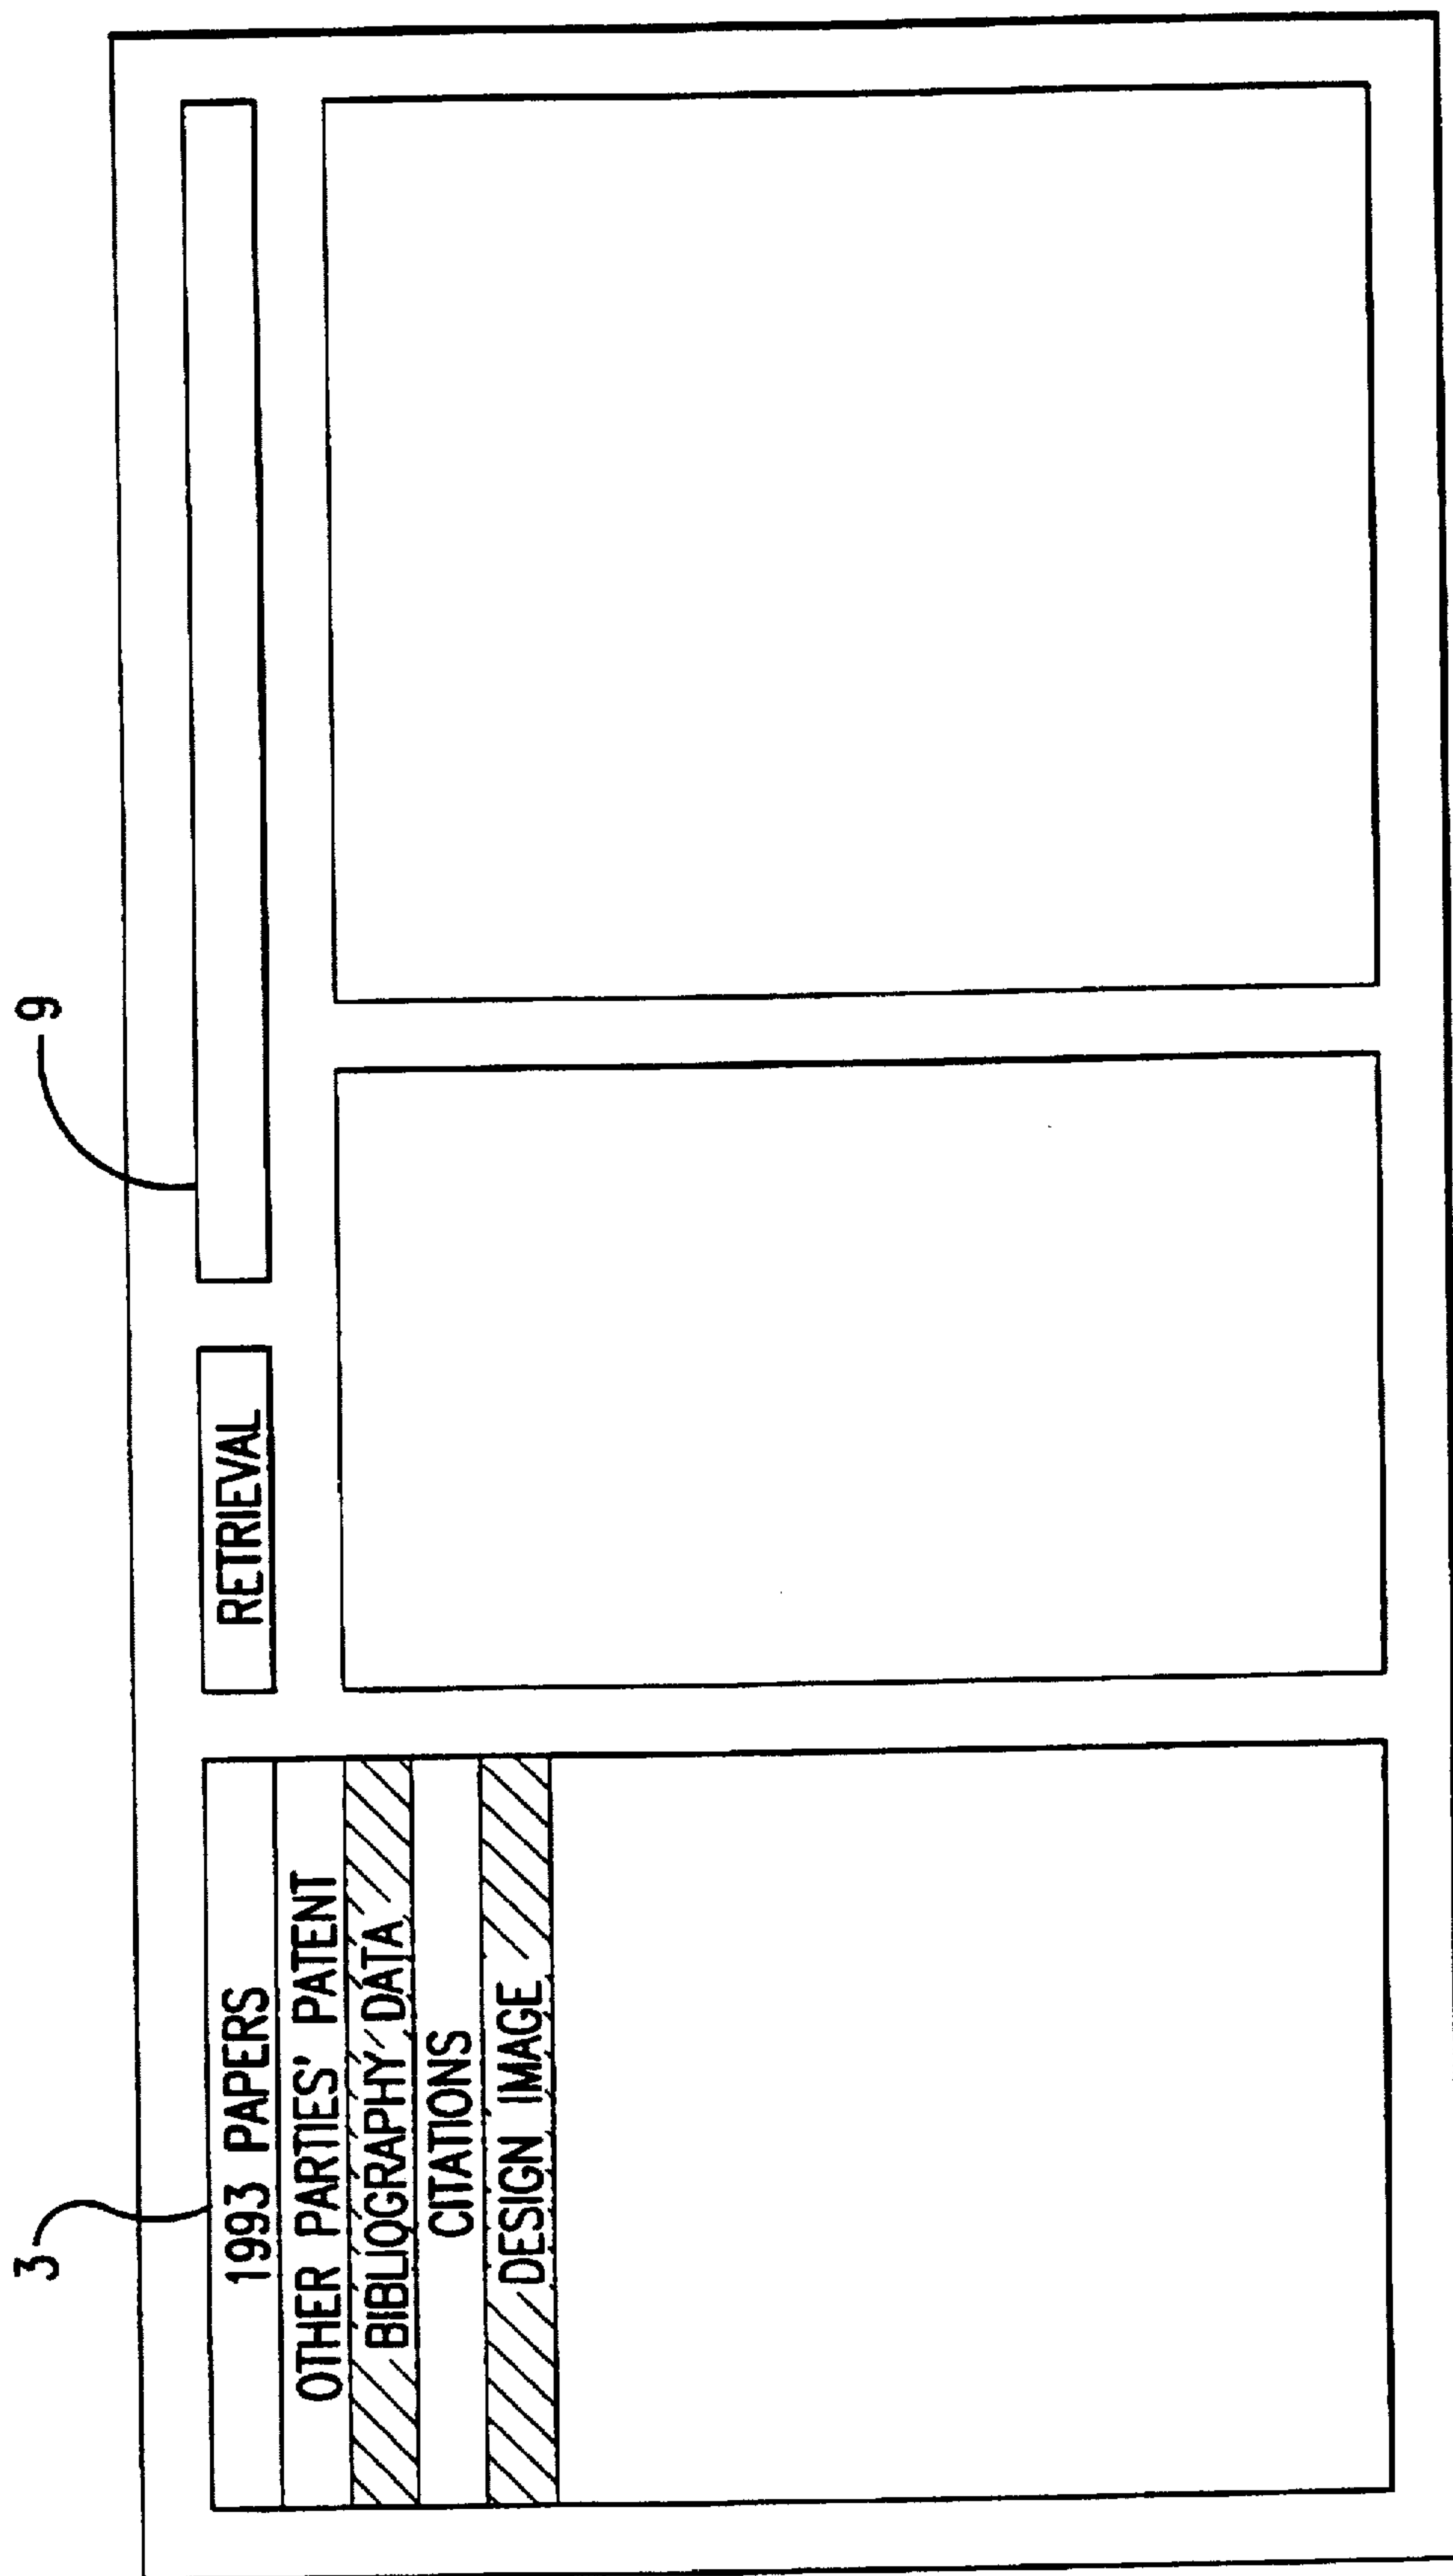 3
9
1993 PAPERS
RETRIEVAL
OTHER PARTIES' PATENT
BIBLIOGRAPHY DATA
CITATIONS
DESIGN IMAGE